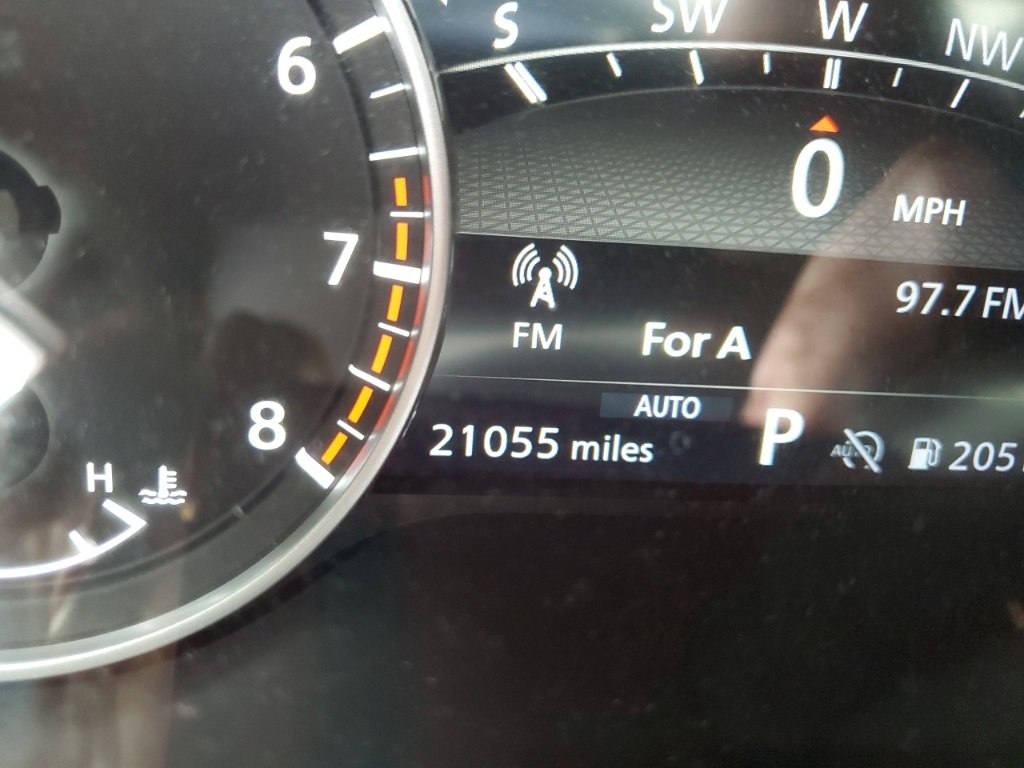 S SW W NW
6
0 MPH
7
97.7 FM
FM For A
AUTO
8
21055 miles P 205
H